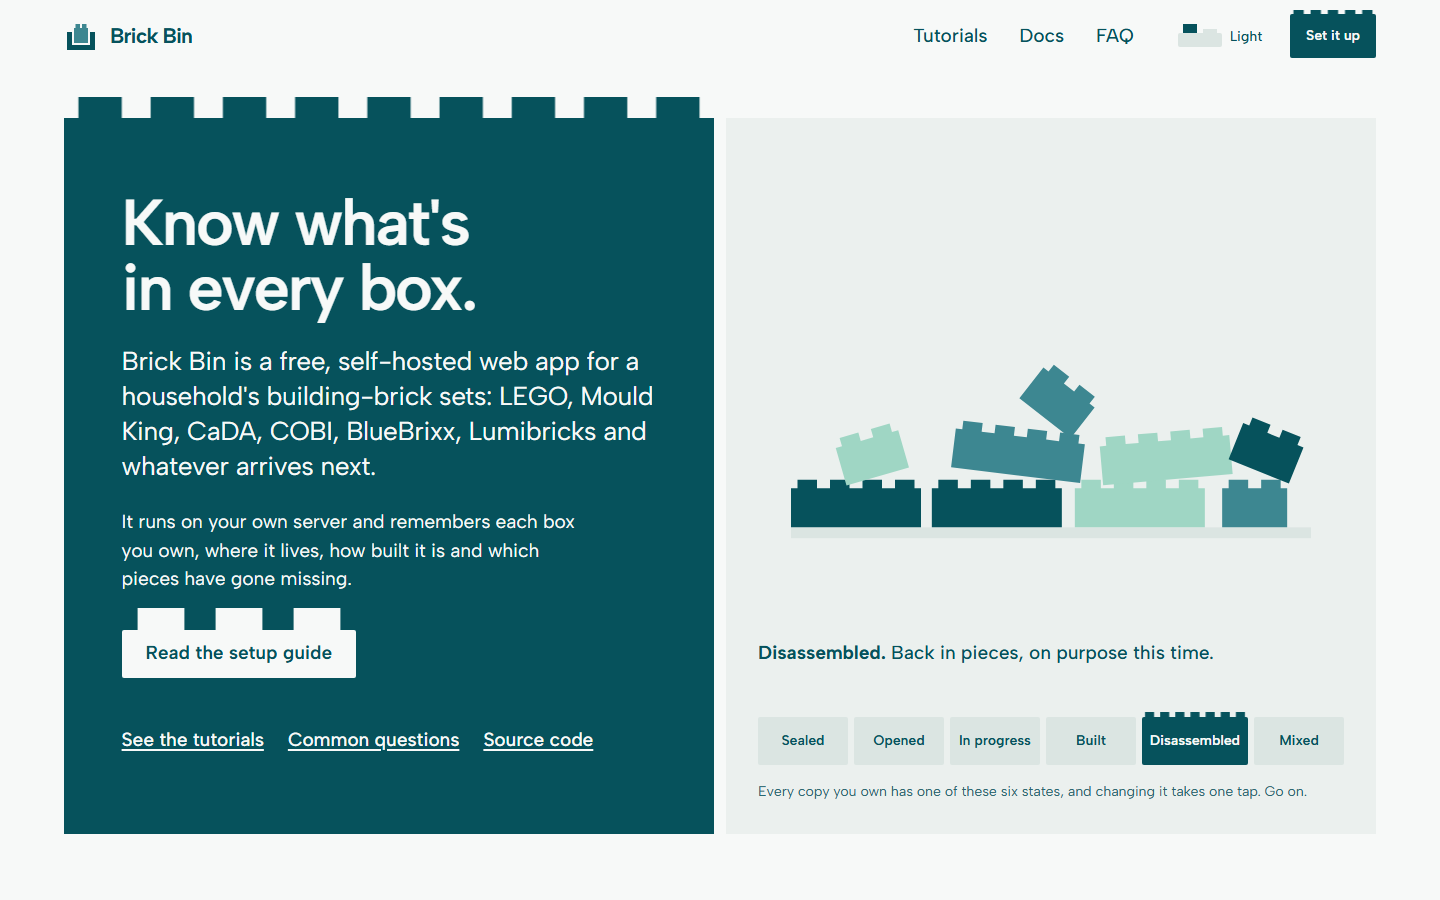 Brick Bin
Tutorials
Docs
FAQ
Light
Set it up
Know what's
in every box.
Brick Bin is a free, self-hosted web app for a
household's building-brick sets: LEGO, Mould
King, CaDA, COBI, BlueBrixx, Lumibricks and
whatever arrives next.
It runs on your own server and remembers each box
you own, where it lives, how built it is and which
pieces have gone missing.
Read the setup guide
See the tutorials
Common questions
Source code
Disassembled. Back in pieces, on purpose this time.
Sealed
Opened
In progress
Built
Disassembled
Mixed
Every copy you own has one of these six states, and changing it takes one tap. Go on.